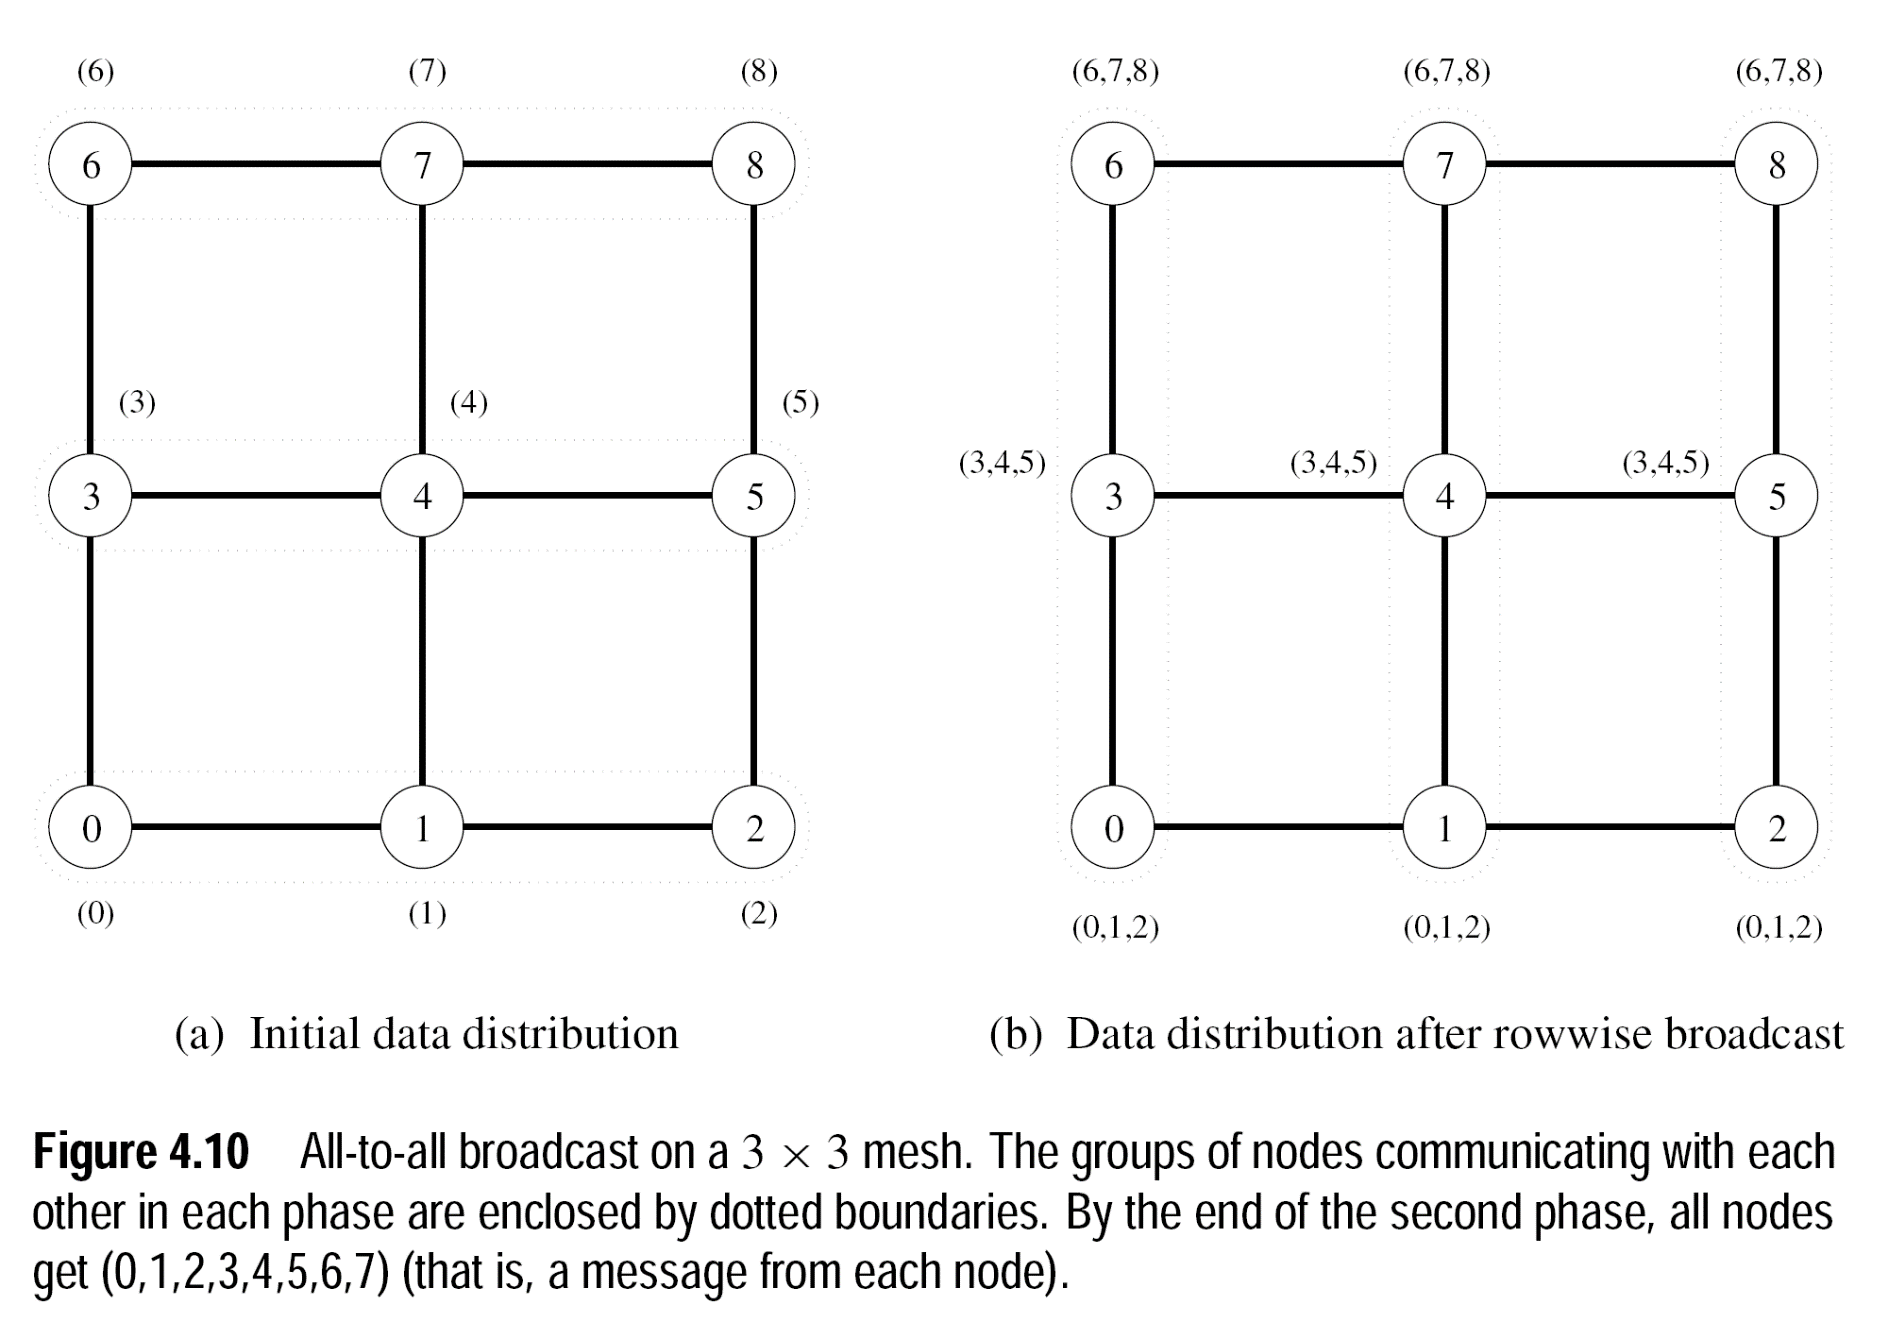 (6) (7) (8)
6 7 8
(3) (4) (5)
3 4 5
0 1 2
(0) (1) (2)
(a) Initial data distribution
(6,7,8) (6,7,8) (6,7,8)
6 7 8
(3,4,5) (3,4,5) (3,4,5)
3 4 5
0 1 2
(0,1,2) (0,1,2) (0,1,2)
(b) Data distribution after rowwise broadcast
Figure 4.10 All-to-all broadcast on a 3 × 3 mesh. The groups of nodes communicating with each
other in each phase are enclosed by dotted boundaries. By the end of the second phase, all nodes
get (0,1,2,3,4,5,6,7) (that is, a message from each node).